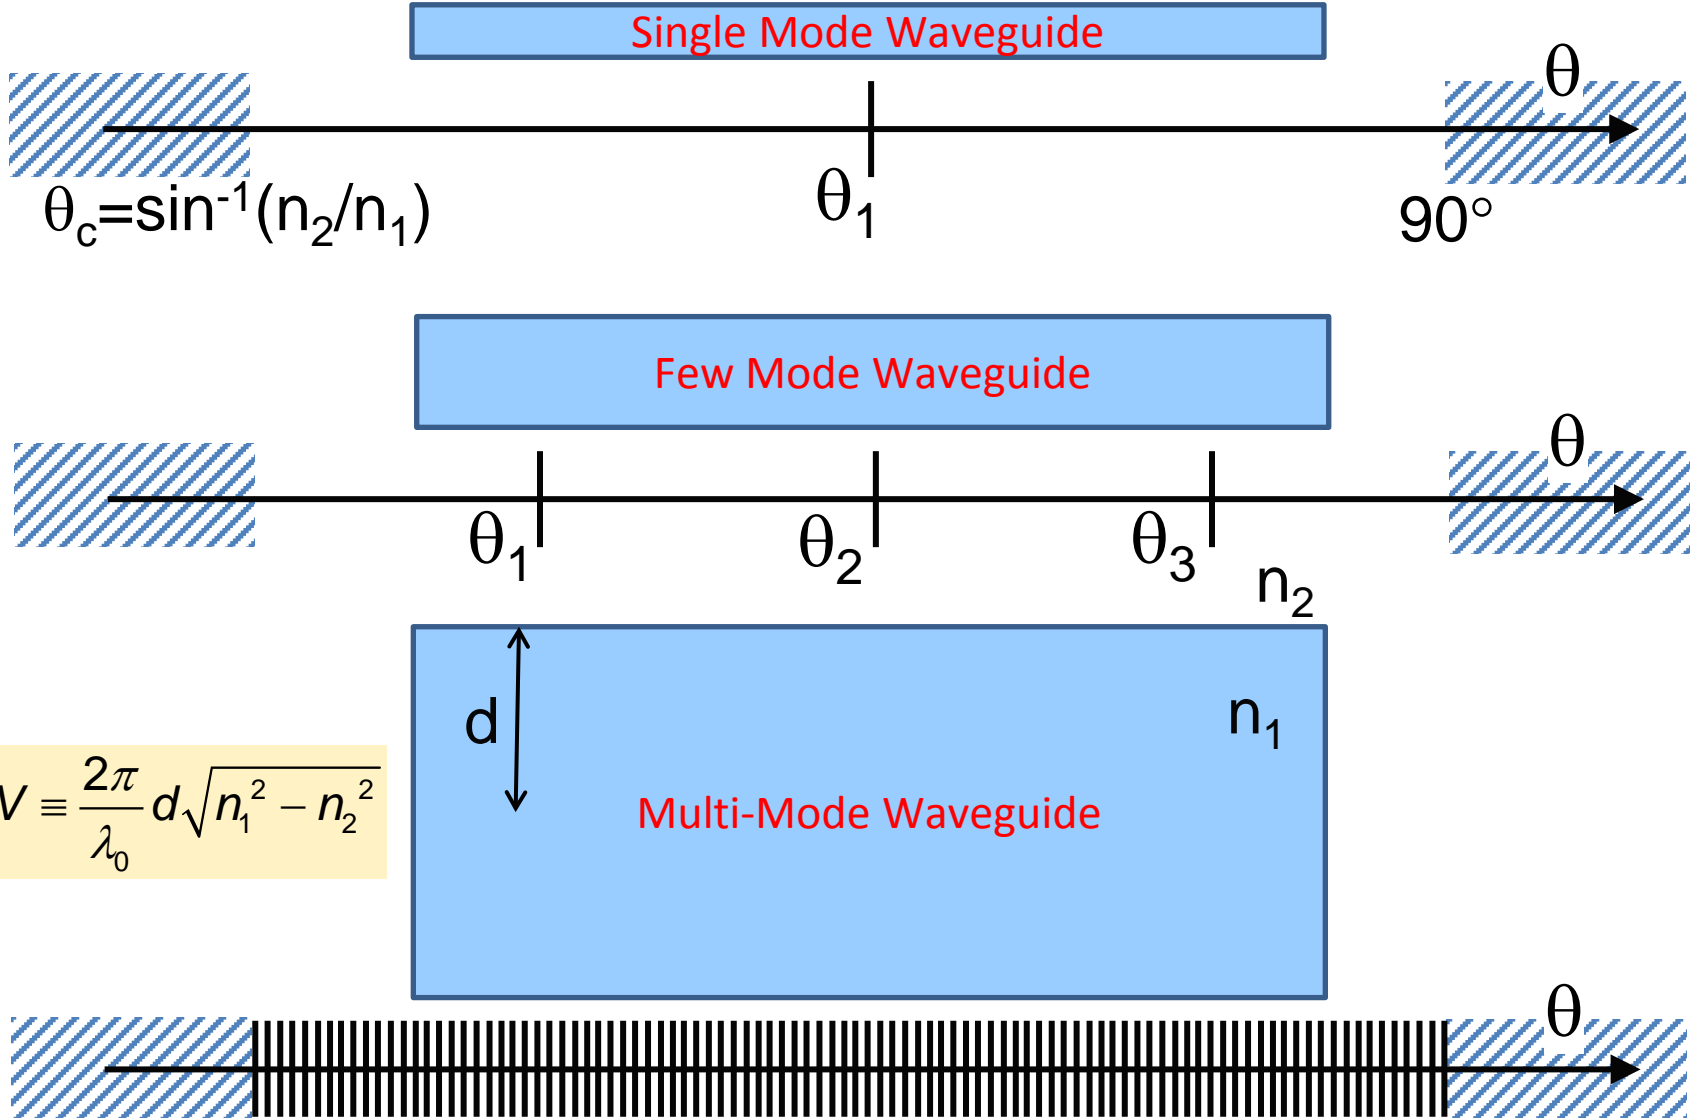 Single Mode Waveguide
θ
θ₁
θc=sin⁻¹(n₂/n₁)
90°
Few Mode Waveguide
θ
θ₁ θ₂ θ₃
n₂
d
n₁
V ≡ 2π/λ₀ d√(n₁² − n₂²)
Multi-Mode Waveguide
θ